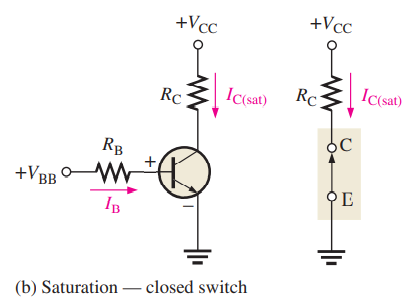 +VCC +VCC
RC IC(sat) RC IC(sat)
C
RB
+
+VBB
E
IB
–
(b) Saturation — closed switch